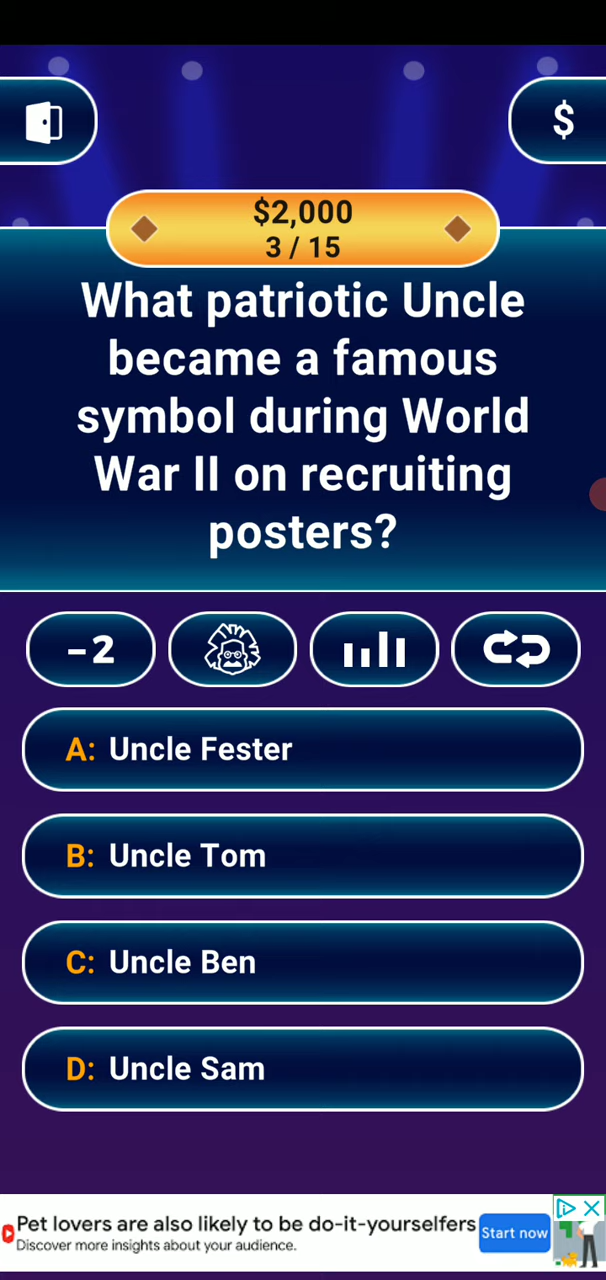 $
$2,000
3 / 15
What patriotic Uncle
became a famous
symbol during World
War II on recruiting
posters?
−2
A: Uncle Fester
B: Uncle Tom
C: Uncle Ben
D: Uncle Sam
Pet lovers are also likely to be do-it-yourselfers
Discover more insights about your audience.
Start now